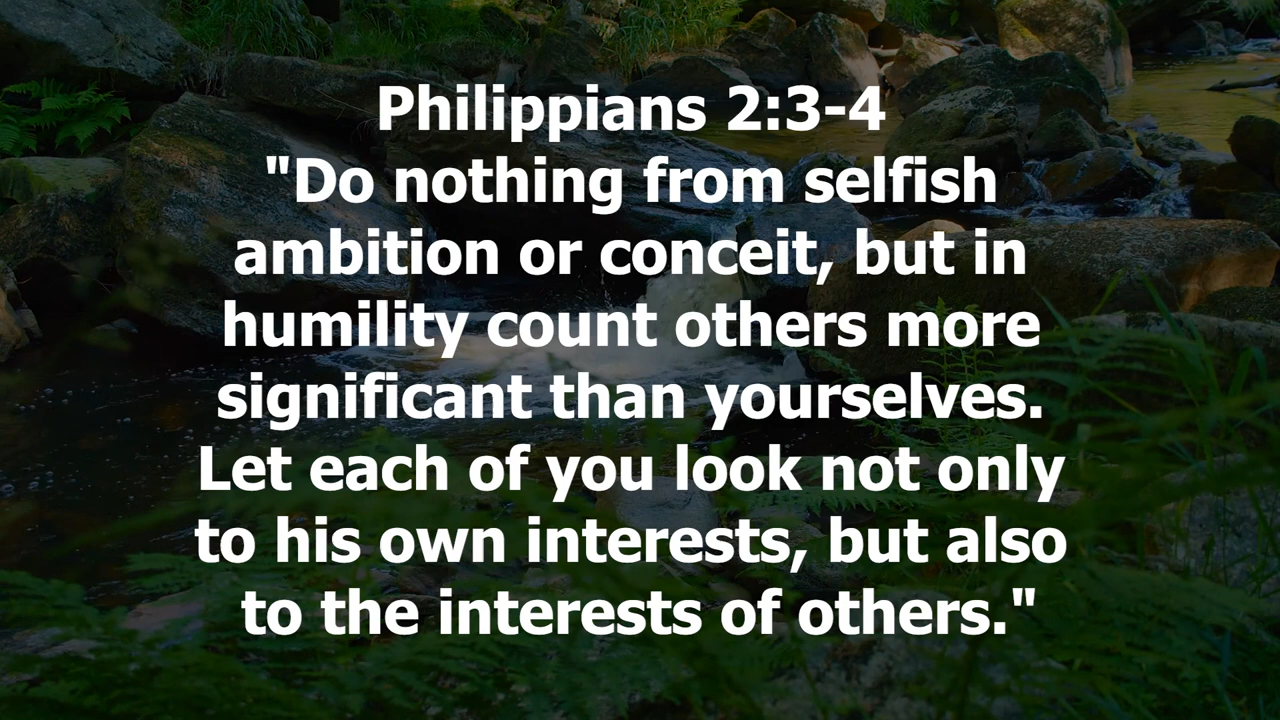 Philippians 2:3-4
"Do nothing from selfish
ambition or conceit, but in
humility count others more
significant than yourselves.
Let each of you look not only
to his own interests, but also
to the interests of others."